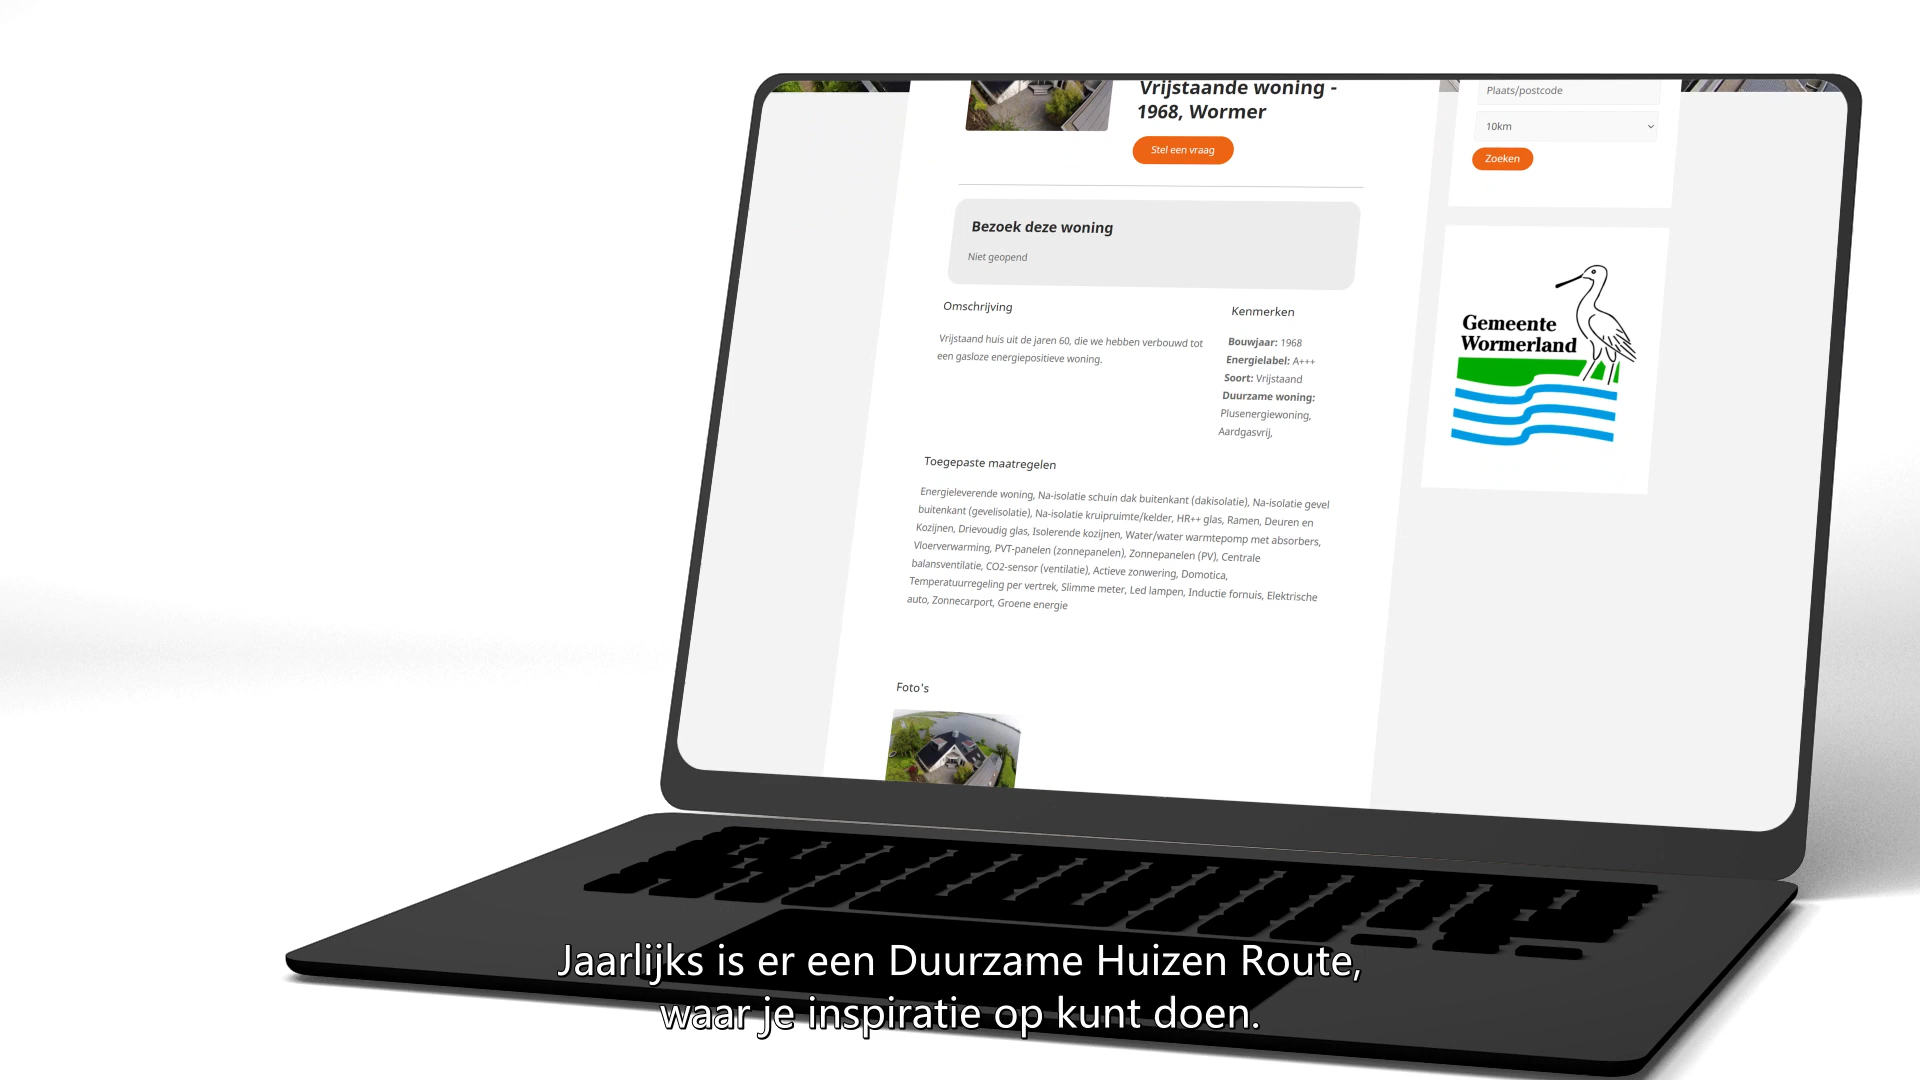 Vrijstaande woning -
1968, Wormer
Stel een vraag
Plaats/postcode
10km
Zoeken
Bezoek deze woning
Niet geopend
Omschrijving
Vrijstaand huis uit de jaren 60, die we hebben verbouwd tot
een gasloze energiepositieve woning.
Kenmerken
Bouwjaar: 1968
Energielabel: A+++
Soort: Vrijstaand
Duurzame woning:
Plusenergiewoning,
Aardgasvrij,
Gemeente
Wormerland
Toegepaste maatregelen
Energieleverende woning, Na-isolatie schuin dak buitenkant (dakisolatie), Na-isolatie gevel
buitenkant (gevelisolatie), Na-isolatie kruipruimte/kelder, HR++ glas, Ramen, Deuren en
Kozijnen, Drievoudig glas, Isolerende kozijnen, Water/water warmtepomp met absorbers,
Vloerverwarming, PVT-panelen (zonnepanelen), Zonnepanelen (PV), Centrale
balansventilatie, CO2-sensor (ventilatie), Actieve zonwering, Domotica,
Temperatuurregeling per vertrek, Slimme meter, Led lampen, Inductie fornuis, Elektrische
auto, Zonnecarport, Groene energie
Foto's
Jaarlijks is er een Duurzame Huizen Route,
waar je inspiratie op kunt doen.